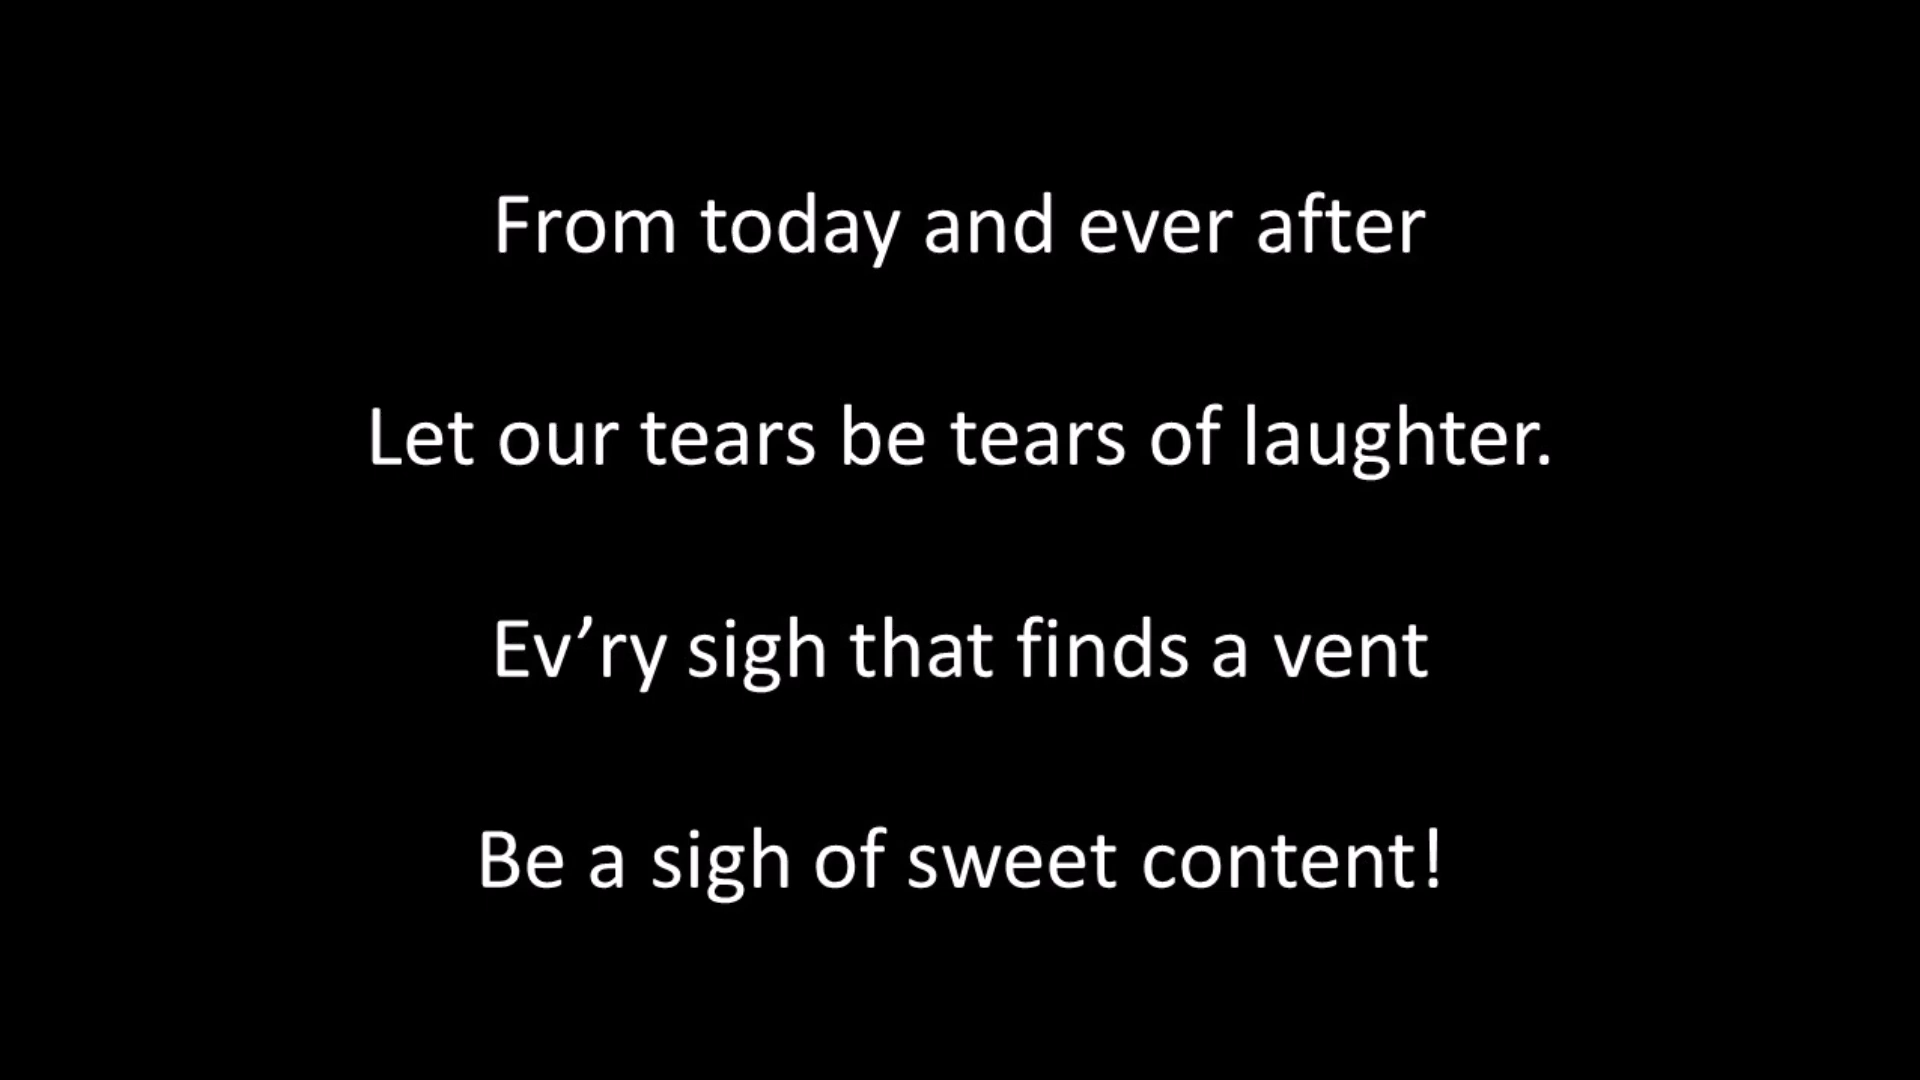 From today and ever after
Let our tears be tears of laughter.
Ev’ry sigh that finds a vent
Be a sigh of sweet content!